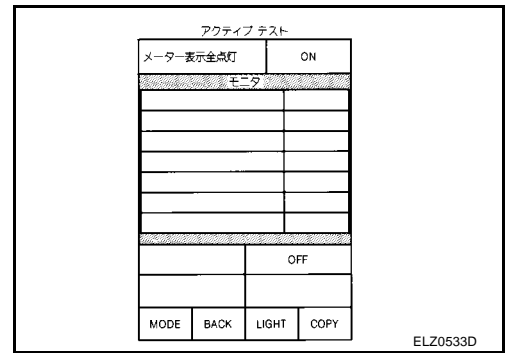 アクティブ テスト
メーター表示全点灯 ON
モニタ
OFF
MODE BACK LIGHT COPY
ELZ0533D